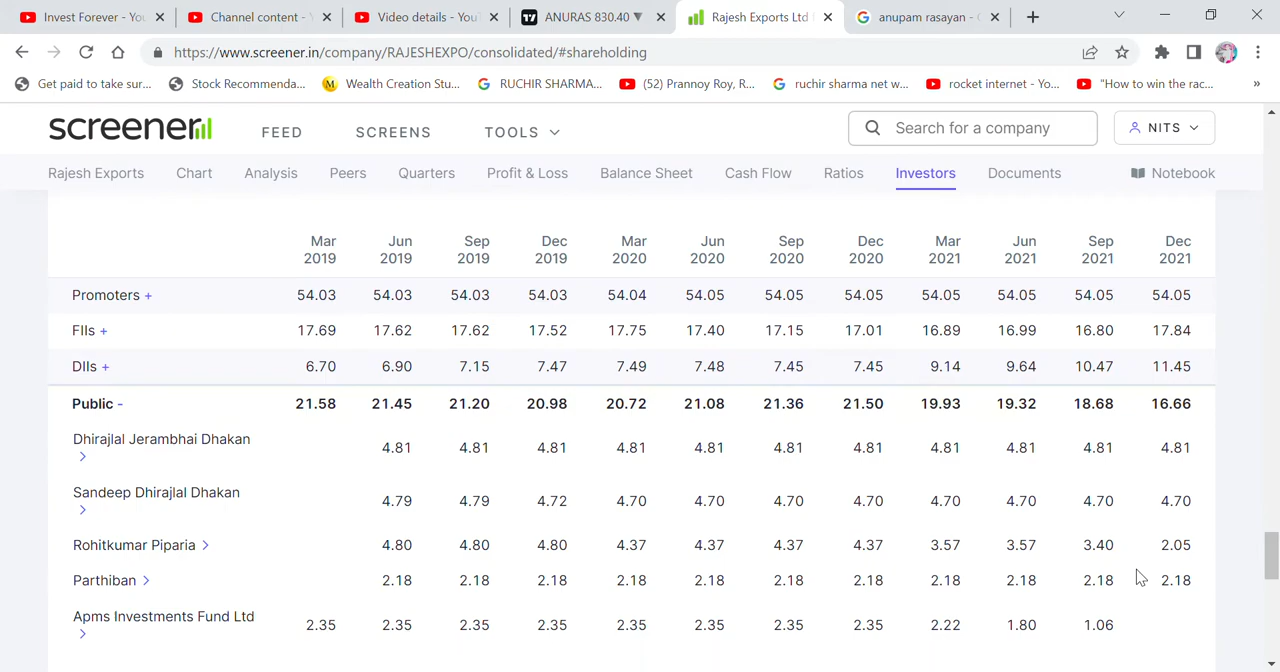 Invest Forever - You
Channel content -
Video details - You
ANURAS 830.40 ▼
Rajesh Exports Ltd
anupam rasayan -
https://www.screener.in/company/RAJESHEXPO/consolidated/#shareholding
Get paid to take sur...
Stock Recommenda...
Wealth Creation Stu...
RUCHIR SHARMA...
(52) Prannoy Roy, R...
ruchir sharma net w...
rocket internet - Yo...
"How to win the rac...
»
screener
FEED
SCREENS
TOOLS
Search for a company
NITS
Rajesh Exports
Chart
Analysis
Peers
Quarters
Profit & Loss
Balance Sheet
Cash Flow
Ratios
Investors
Documents
Notebook
Mar 2019 Jun 2019 Sep 2019 Dec 2019 Mar 2020 Jun 2020 Sep 2020 Dec 2020 Mar 2021 Jun 2021 Sep 2021 Dec 2021
Promoters + 54.03 54.03 54.03 54.03 54.04 54.05 54.05 54.05 54.05 54.05 54.05 54.05
FIIs + 17.69 17.62 17.62 17.52 17.75 17.40 17.15 17.01 16.89 16.99 16.80 17.84
DIIs + 6.70 6.90 7.15 7.47 7.49 7.48 7.45 7.45 9.14 9.64 10.47 11.45
Public - 21.58 21.45 21.20 20.98 20.72 21.08 21.36 21.50 19.93 19.32 18.68 16.66
Dhirajlal Jerambhai Dhakan 4.81 4.81 4.81 4.81 4.81 4.81 4.81 4.81 4.81 4.81 4.81
Sandeep Dhirajlal Dhakan 4.79 4.79 4.72 4.70 4.70 4.70 4.70 4.70 4.70 4.70 4.70
Rohitkumar Piparia 4.80 4.80 4.80 4.37 4.37 4.37 4.37 3.57 3.57 3.40 2.05
Parthiban 2.18 2.18 2.18 2.18 2.18 2.18 2.18 2.18 2.18 2.18 2.18
Apms Investments Fund Ltd 2.35 2.35 2.35 2.35 2.35 2.35 2.35 2.35 2.22 1.80 1.06